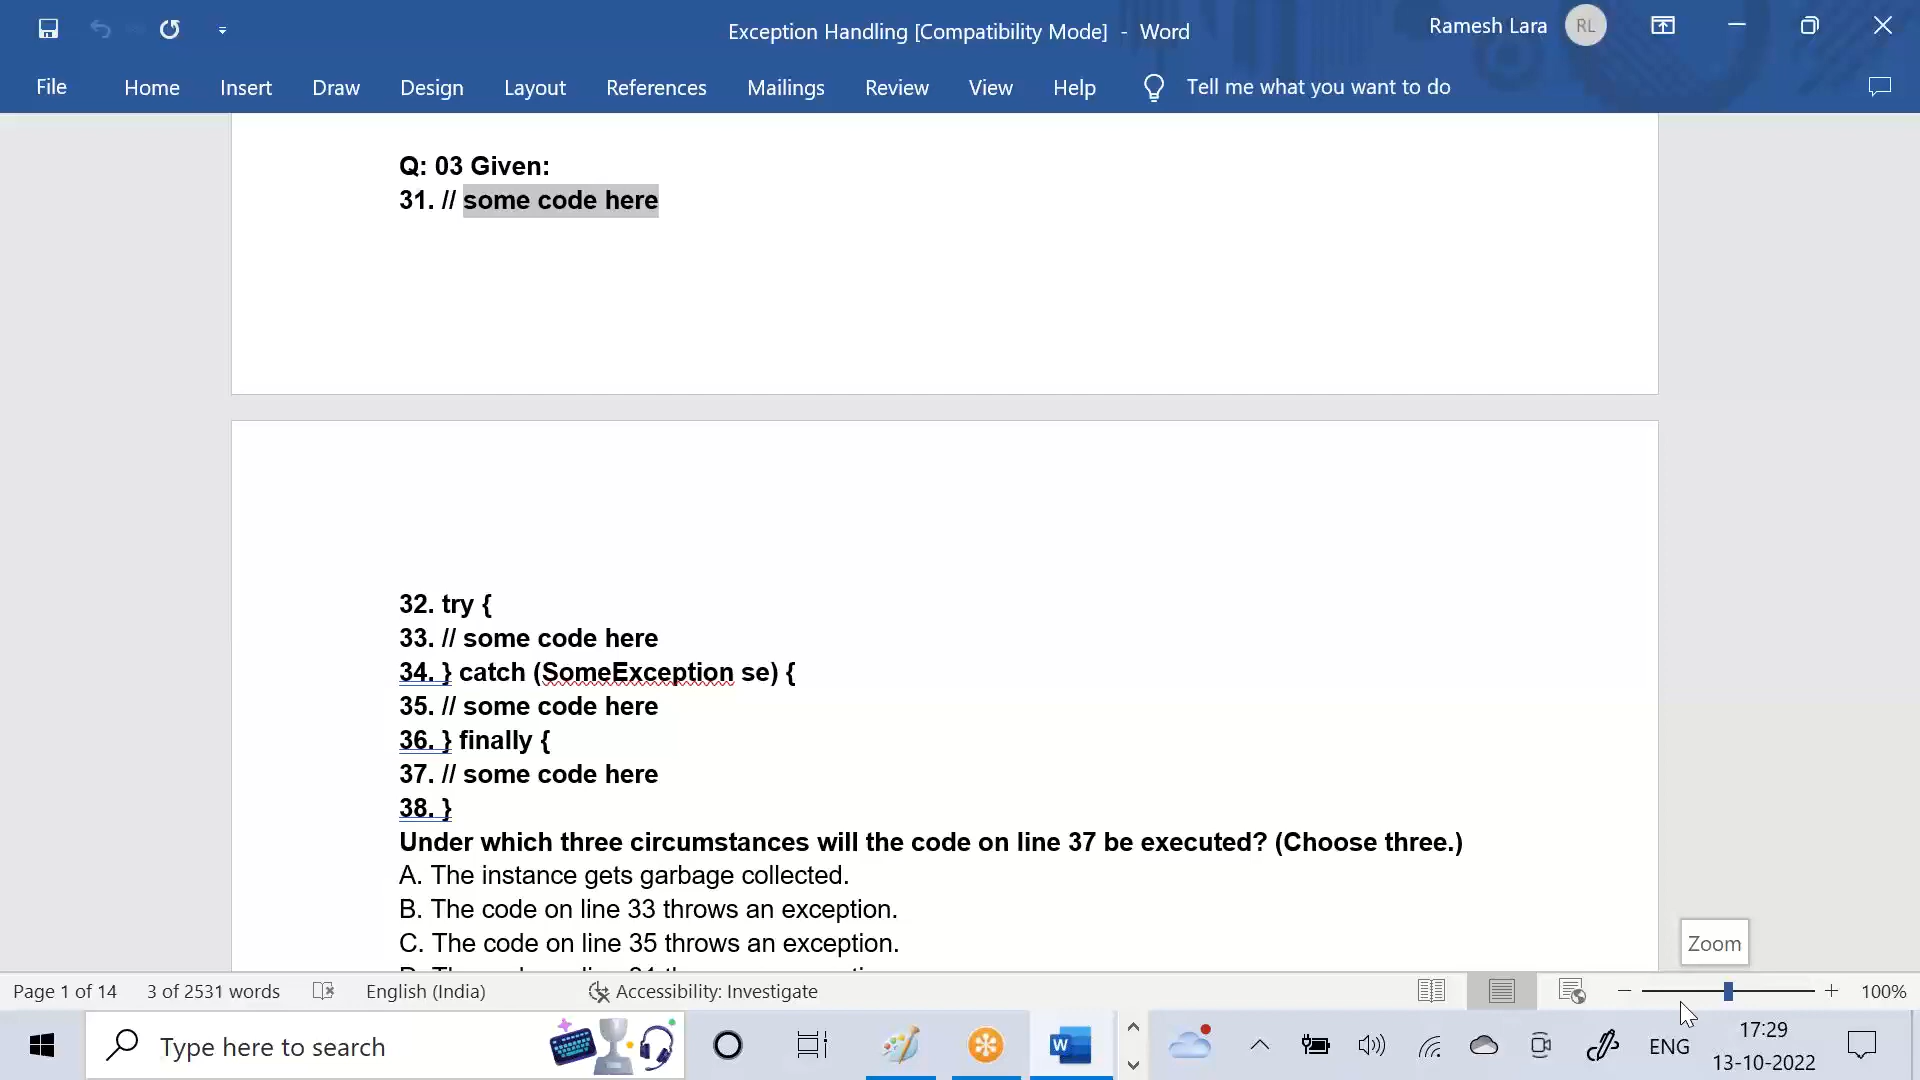 Exception Handling [Compatibility Mode] - Word
Ramesh Lara
RL
File
Home
Insert
Draw
Design
Layout
References
Mailings
Review
View
Help
Tell me what you want to do
Q: 03 Given:
31. // some code here
32. try {
33. // some code here
34. } catch (SomeException se) {
35. // some code here
36. } finally {
37. // some code here
38. }
Under which three circumstances will the code on line 37 be executed? (Choose three.)
A. The instance gets garbage collected.
B. The code on line 33 throws an exception.
C. The code on line 35 throws an exception.
Zoom
Page 1 of 14
3 of 2531 words
English (India)
Accessibility: Investigate
100%
Type here to search
W
ENG
17:29
13-10-2022